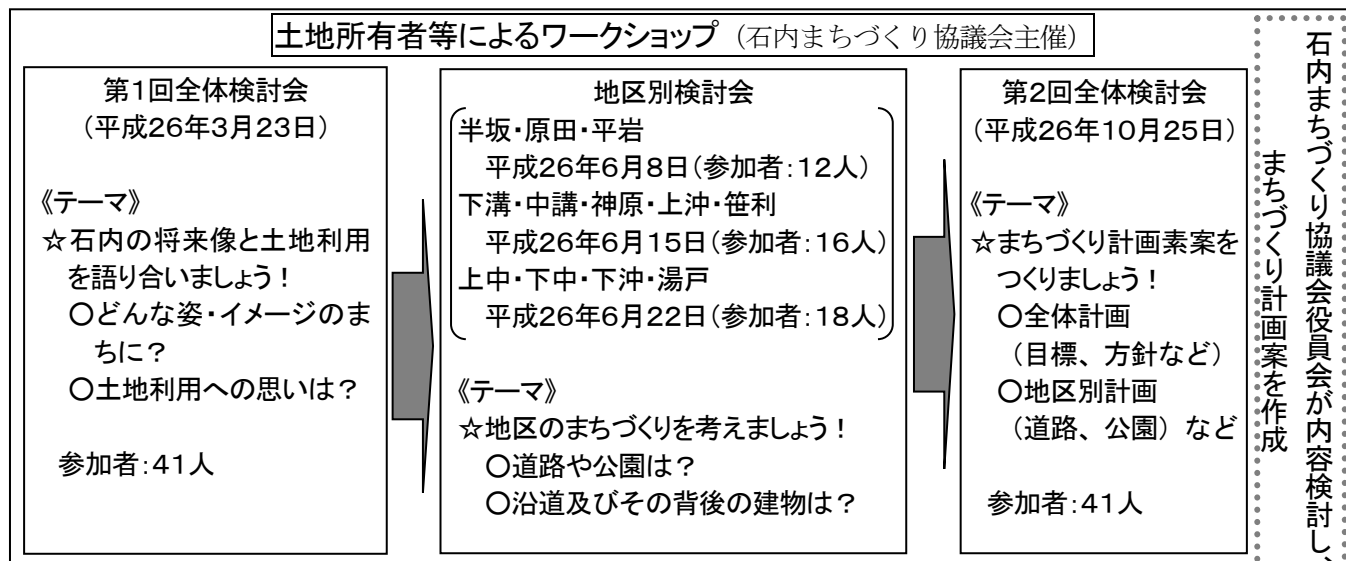 土地所有者等によるワークショップ（石内まちづくり協議会主催）
第1回全体検討会
（平成26年3月23日）
《テーマ》
☆石内の将来像と土地利用
を語り合いましょう！
〇どんな姿・イメージのま
ちに？
〇土地利用への思いは？
参加者：41人
地区別検討会
半坂・原田・平岩
平成26年6月8日（参加者：12人）
下溝・中講・神原・上沖・笹利
平成26年6月15日（参加者：16人）
上中・下中・下沖・湯戸
平成26年6月22日（参加者：18人）
《テーマ》
☆地区のまちづくりを考えましょう！
〇道路や公園は？
〇沿道及びその背後の建物は？
第2回全体検討会
（平成26年10月25日）
《テーマ》
☆まちづくり計画素案を
つくりましょう！
〇全体計画
（目標、方針など）
〇地区別計画
（道路、公園）など
参加者：41人
石内まちづくり協議会役員会が内容検討し、
まちづくり計画案を作成